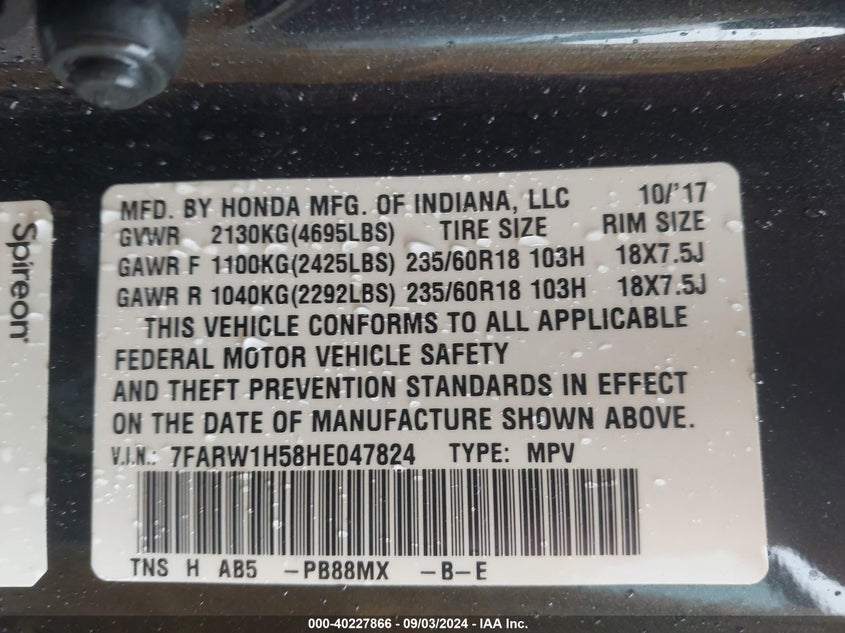 MFD. BY HONDA MFG. OF INDIANA, LLC 10/'17
GVWR 2130KG(4695LBS) TIRE SIZE RIM SIZE
GAWR F 1100KG(2425LBS) 235/60R18 103H 18X7.5J
GAWR R 1040KG(2292LBS) 235/60R18 103H 18X7.5J
THIS VEHICLE CONFORMS TO ALL APPLICABLE
FEDERAL MOTOR VEHICLE SAFETY
AND THEFT PREVENTION STANDARDS IN EFFECT
ON THE DATE OF MANUFACTURE SHOWN ABOVE.
V.I.N.: 7FARW1H58HE047824 TYPE: MPV
TNS H AB5 -PB88MX -B-E
Spireon
000-40227866 - 09/03/2024 - IAA Inc.